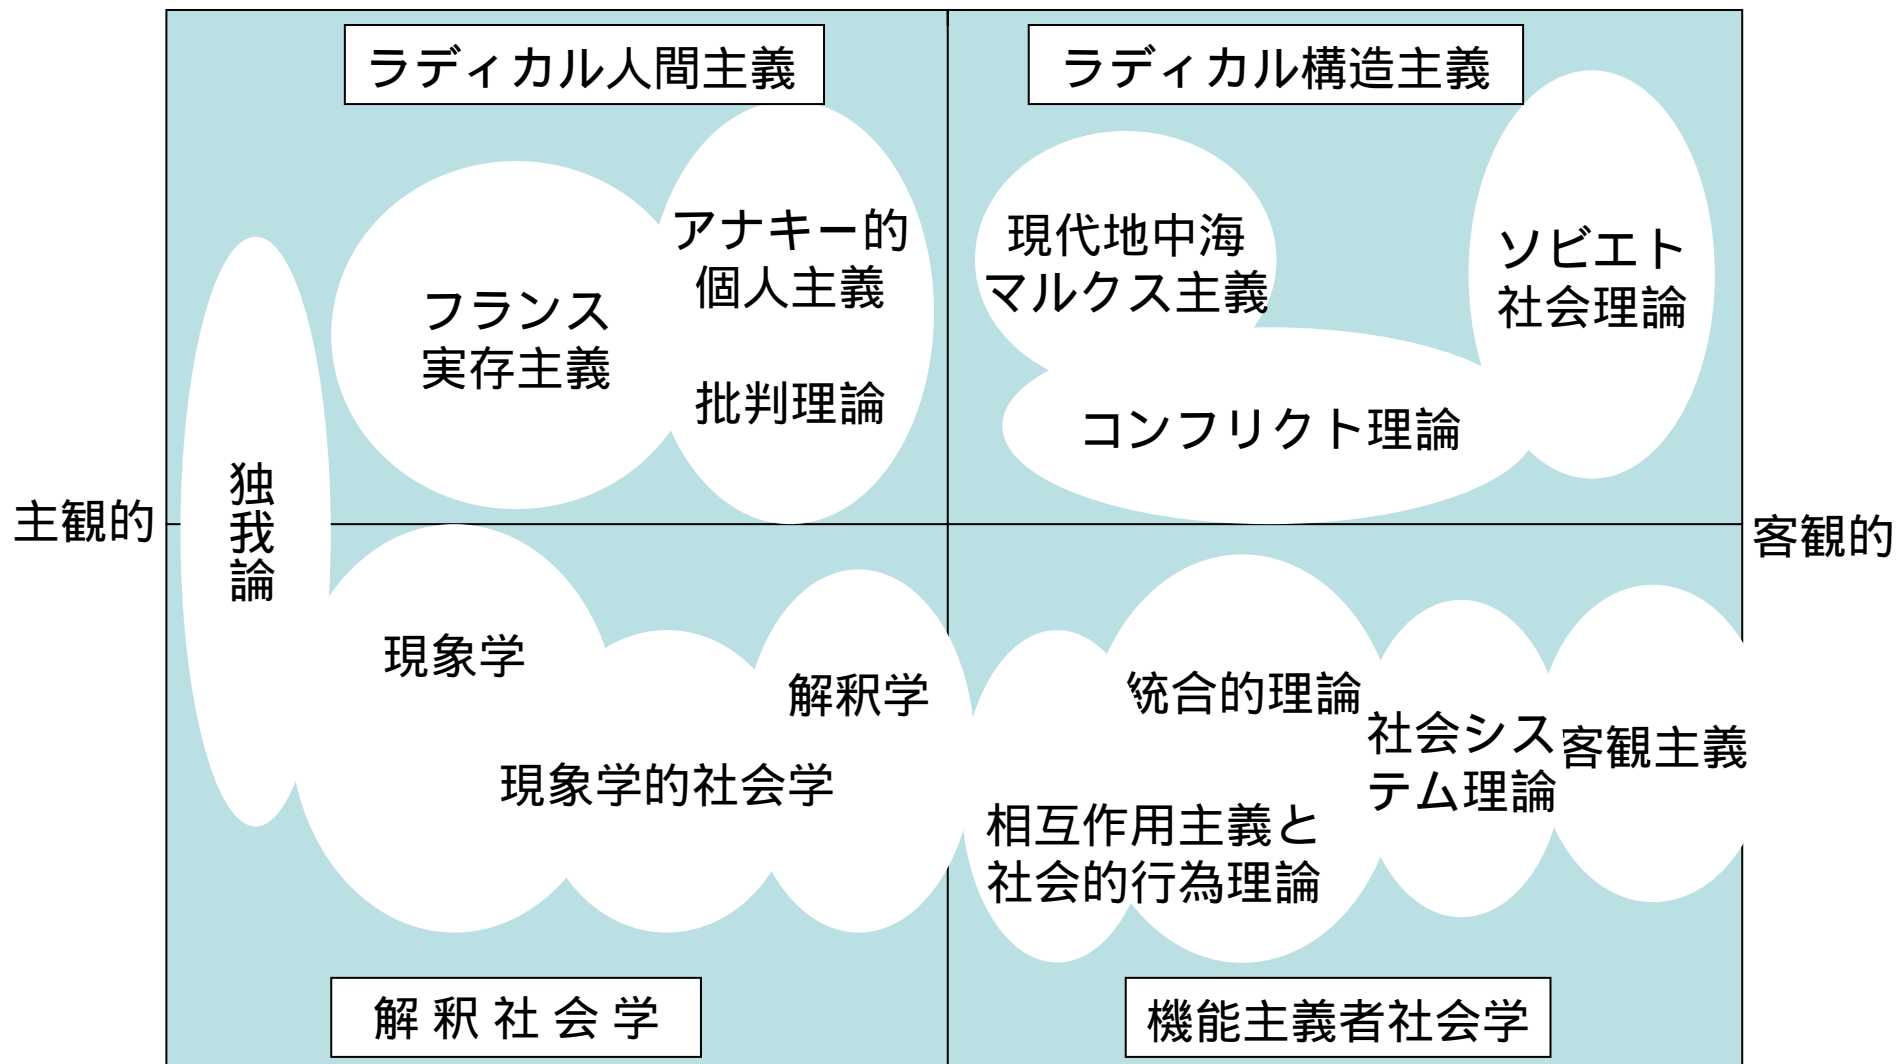 ラディカル人間主義
ラディカル構造主義
フランス
実存主義
アナキー的
個人主義
批判理論
現代地中海
マルクス主義
ソビエト
社会理論
コンフリクト理論
主観的
独我論
客観的
現象学
現象学的社会学
解釈学
統合的理論
相互作用主義と
社会的行為理論
社会シス
テム理論
客観主義
解釈社会学
機能主義者社会学